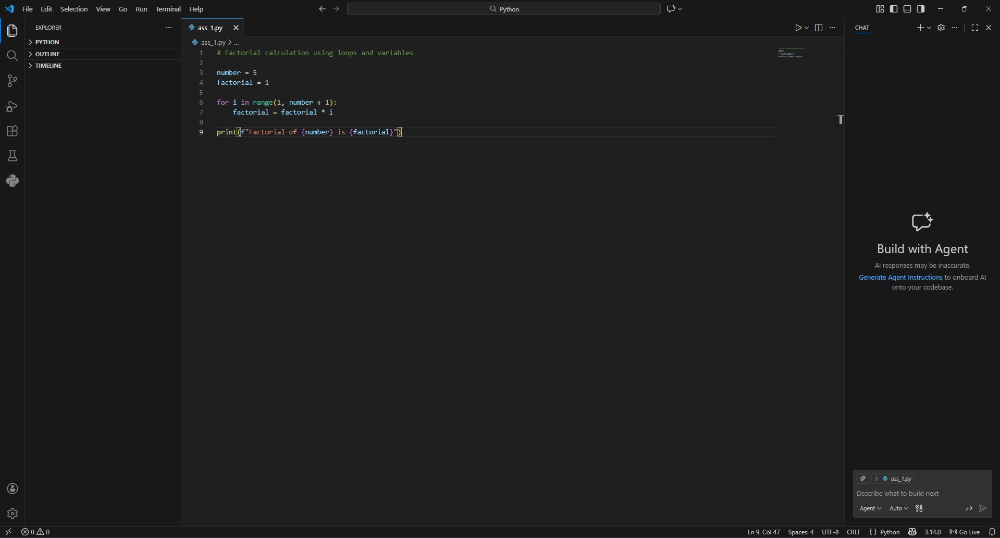 File Edit Selection View Go Run Terminal Help
Python
EXPLORER
PYTHON
OUTLINE
TIMELINE
ass_1.py
ass_1.py > ...
1 # Factorial calculation using loops and variables
2
3 number = 5
4 factorial = 1
5
6 for i in range(1, number + 1):
7     factorial = factorial * i
8
9 print(f"Factorial of {number} is {factorial}")
CHAT
Build with Agent
AI responses may be inaccurate.
Generate Agent Instructions to onboard AI
onto your codebase.
ass_1.py
Describe what to build next
Agent Auto
0 0 Ln 9, Col 47 Spaces: 4 UTF-8 CRLF { } Python 3.14.0 Go Live